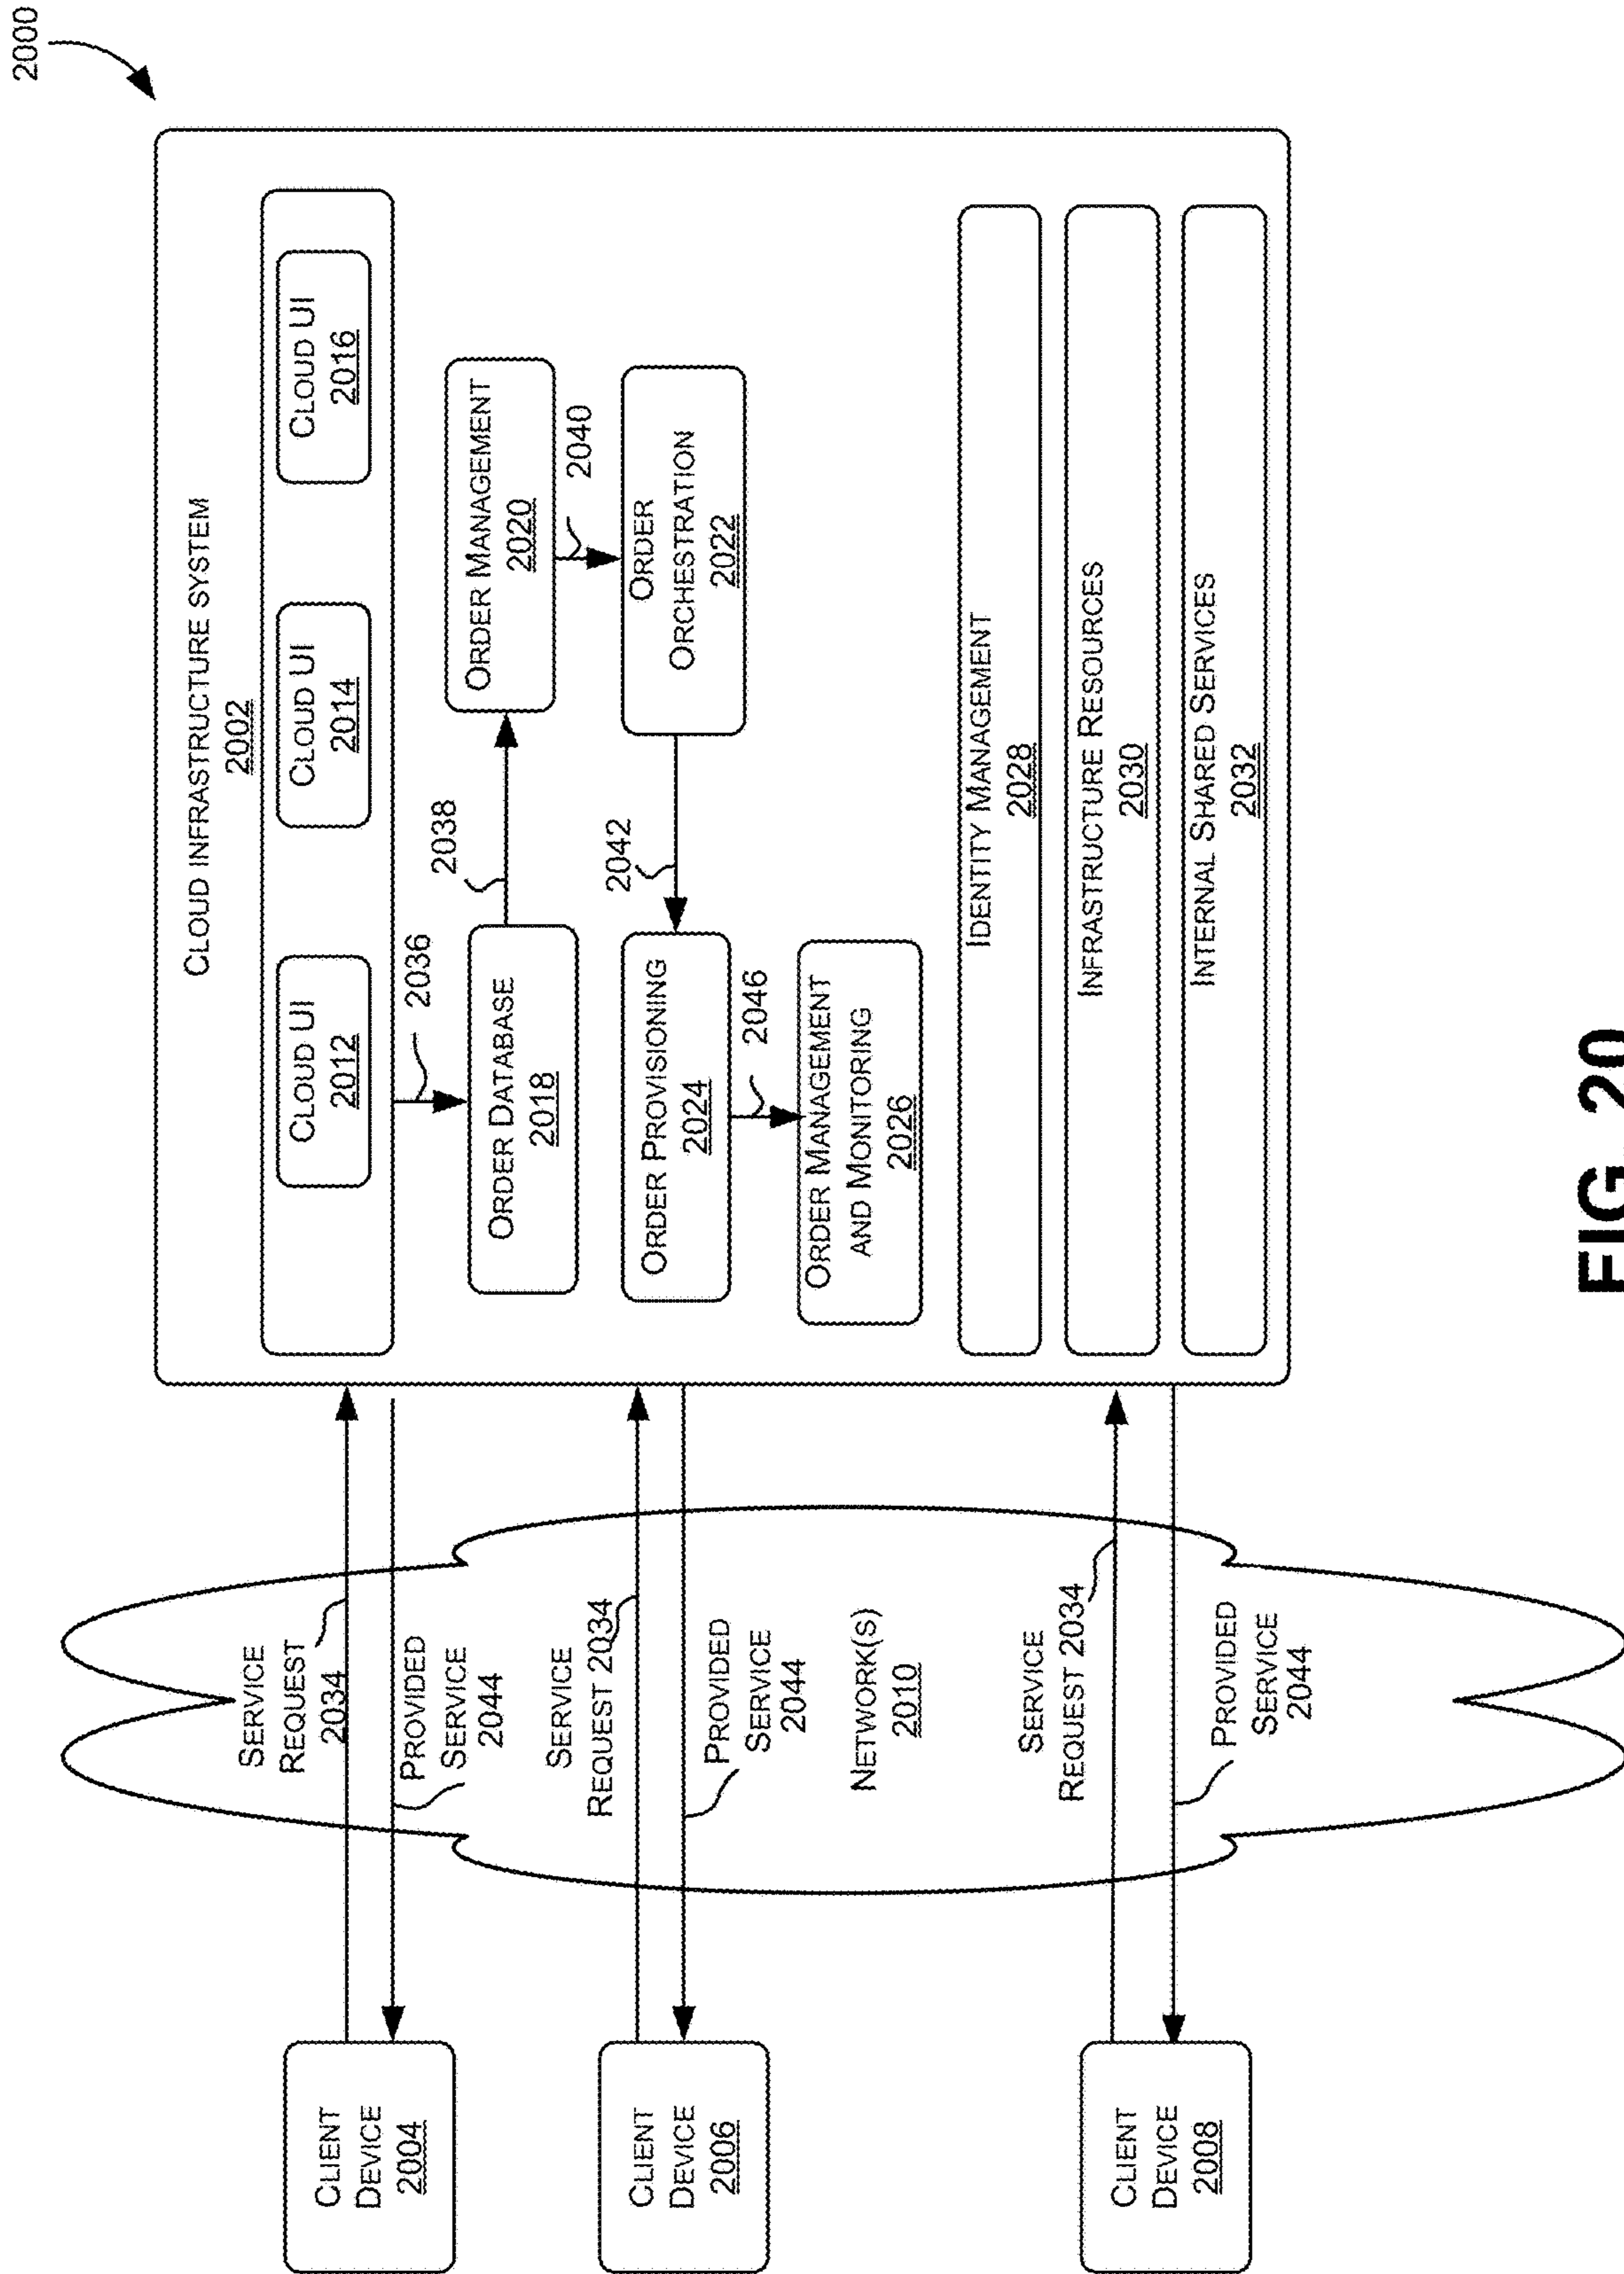 2000
CLOUD INFRASTRUCTURE SYSTEM
2002
CLOUD UI
2012
CLOUD UI
2014
CLOUD UI
2016
2036
2038
ORDER DATABASE
2018
ORDER MANAGEMENT
2020
2040
ORDER
ORCHESTRATION
2022
2042
ORDER PROVISIONING
2024
2046
ORDER MANAGEMENT
AND MONITORING
2026
IDENTITY MANAGEMENT
2028
INFRASTRUCTURE RESOURCES
2030
INTERNAL SHARED SERVICES
2032
SERVICE
REQUEST
2034
PROVIDED
SERVICE
2044
SERVICE
REQUEST 2034
PROVIDED
SERVICE
2044
NETWORK(S)
2010
SERVICE
REQUEST 2034
PROVIDED
SERVICE
2044
CLIENT
DEVICE
2004
CLIENT
DEVICE
2006
CLIENT
DEVICE
2008
FIG. 20